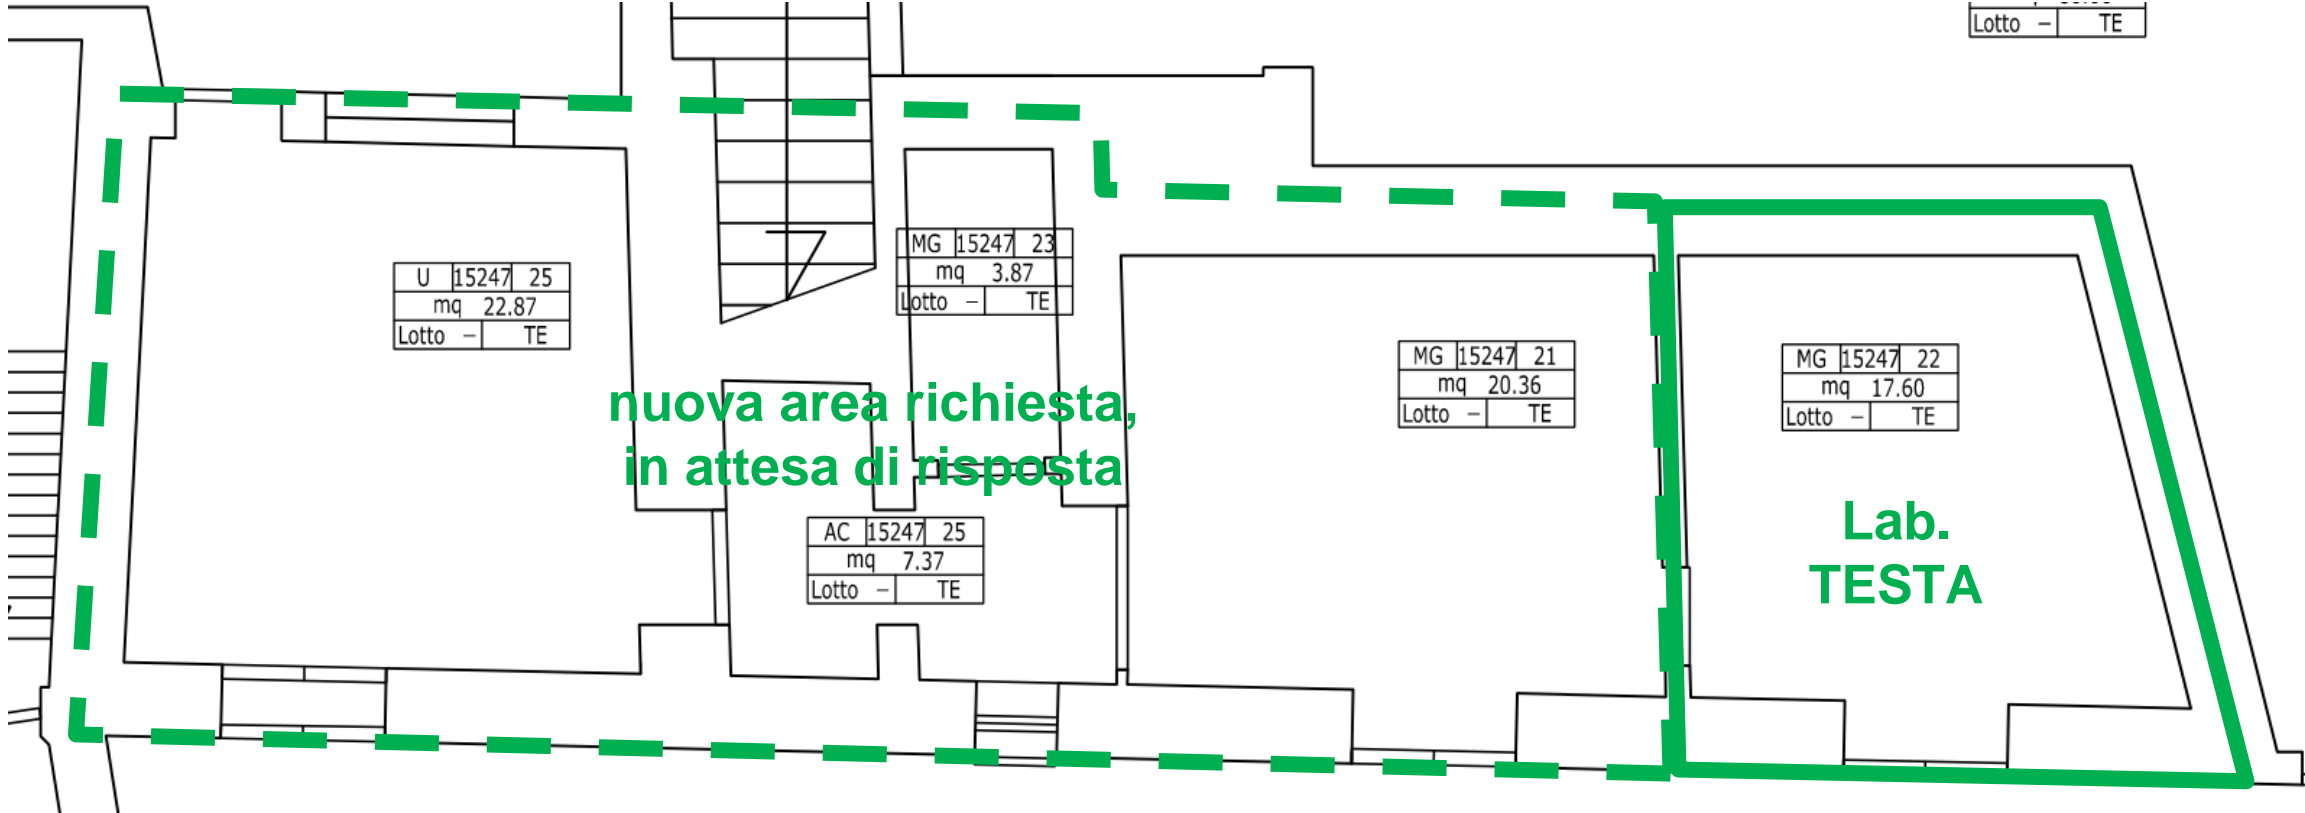 Lotto – TE
MG 15247 23
mq 3.87
Lotto – TE
U 15247 25
mq 22.87
Lotto – TE
MG 15247 21
mq 20.36
Lotto – TE
MG 15247 22
mq 17.60
Lotto – TE
nuova area richiesta,
in attesa di risposta
AC 15247 25
mq 7.37
Lotto – TE
Lab.
TESTA